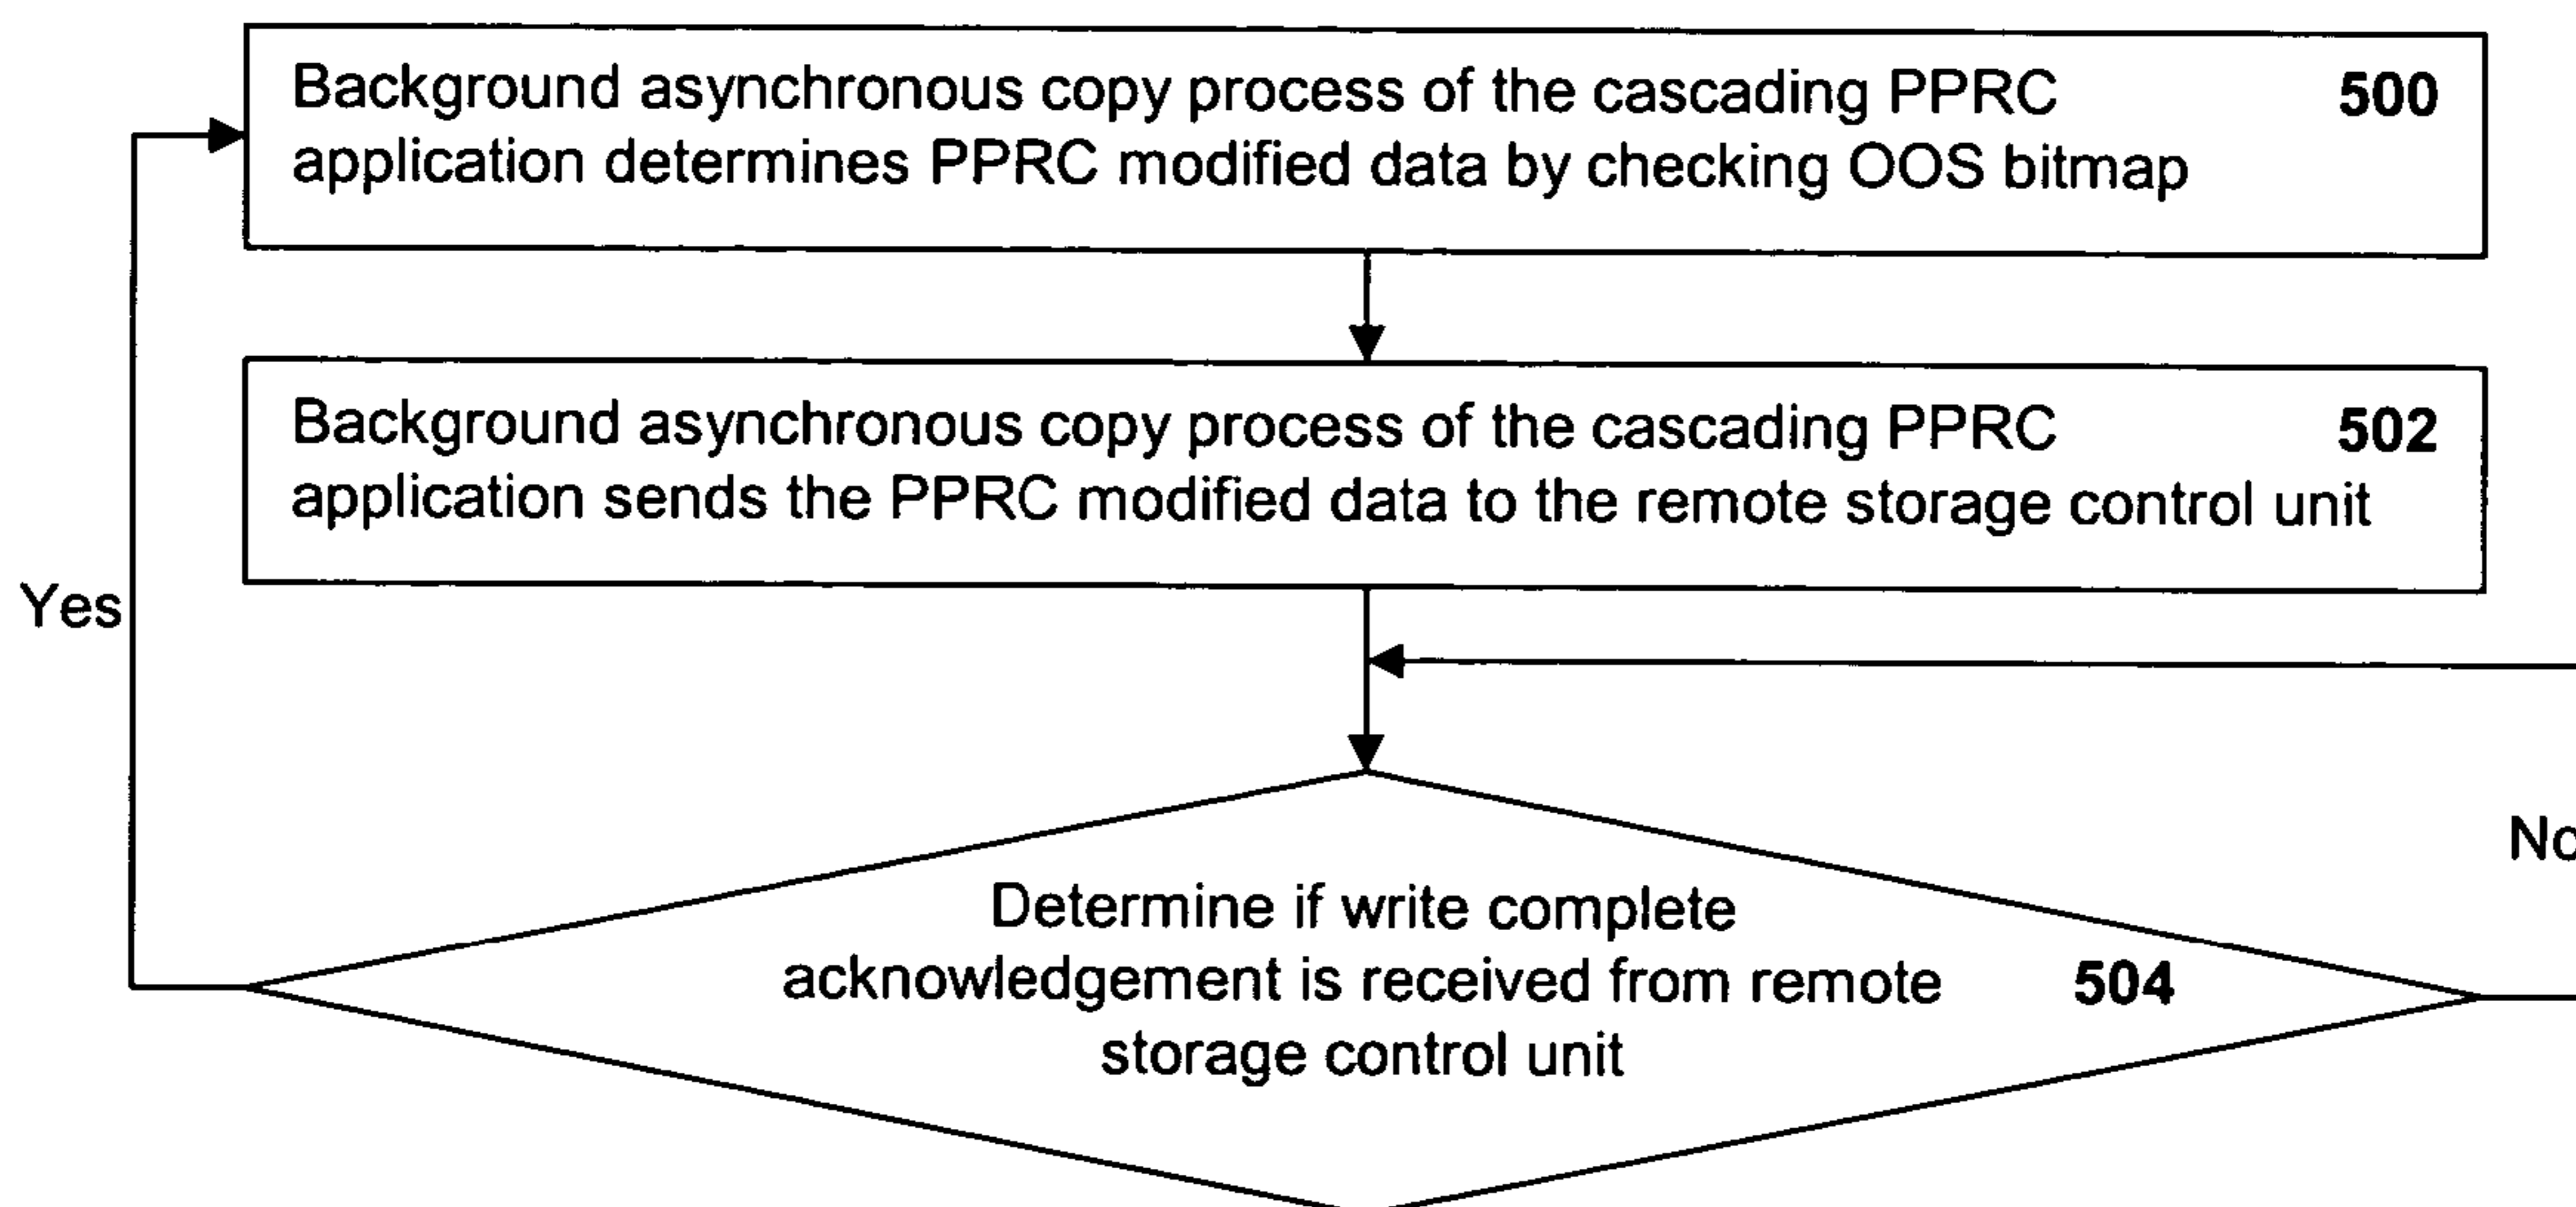 Background asynchronous copy process of the cascading PPRC 500
application determines PPRC modified data by checking OOS bitmap
Background asynchronous copy process of the cascading PPRC 502
application sends the PPRC modified data to the remote storage control unit
Yes
No
Determine if write complete
acknowledgement is received from remote 504
storage control unit